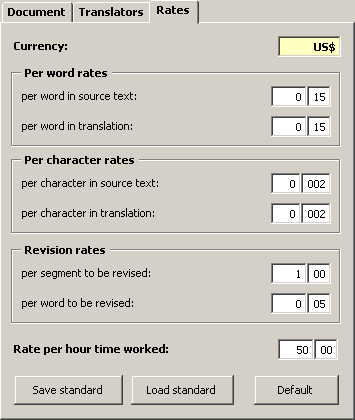 Document Translators Rates
Currency: US$
Per word rates
per word in source text: 0 15
per word in translation: 0 15
Per character rates
per character in source text: 0 002
per character in translation: 0 002
Revision rates
per segment to be revised: 1 00
per word to be revised: 0 05
Rate per hour time worked: 50 00
Save standard Load standard Default